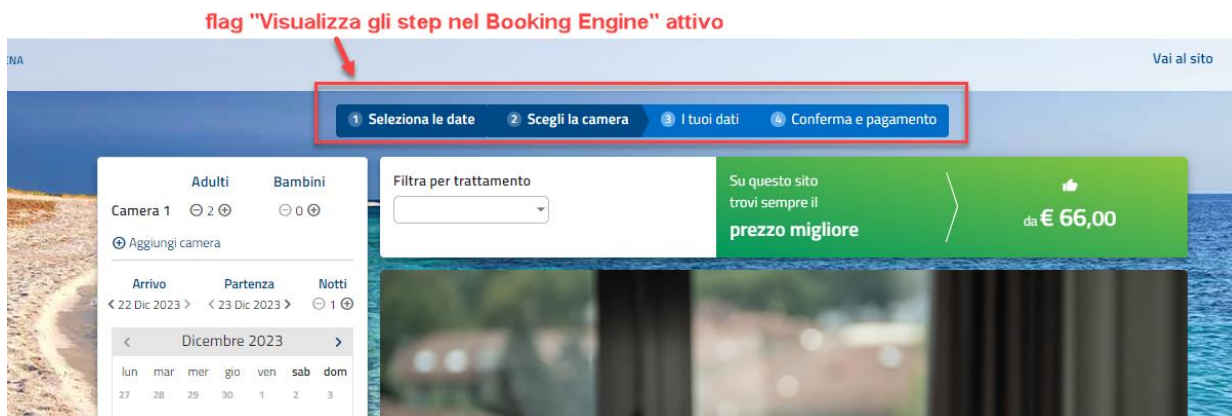 flag "Visualizza gli step nel Booking Engine" attivo
ENA
Vai al sito
1 Seleziona le date 2 Scegli la camera 3 I tuoi dati 4 Conferma e pagamento
Adulti Bambini
Camera 1 2 0
Aggiungi camera
Arrivo Partenza Notti
22 Dic 2023 23 Dic 2023 1
Dicembre 2023
lun mar mer gio ven sab dom
27 28 29 30 1 2 3
Filtra per trattamento
Su questo sito
trovi sempre il
prezzo migliore
da € 66,00